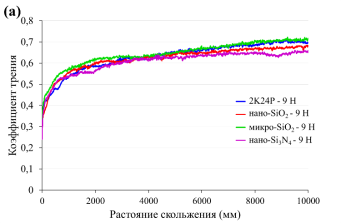 (a)
Коэффициент трения
0,8
0,7
0,6
0,5
0,4
0,3
0,2
0,1
0
2К24Р - 9 Н
нано-SiO₂ - 9 Н
микро-SiO₂ - 9 Н
нано-Si₃N₄ - 9 Н
0 2000 4000 6000 8000 10000
Растояние скольжения (мм)